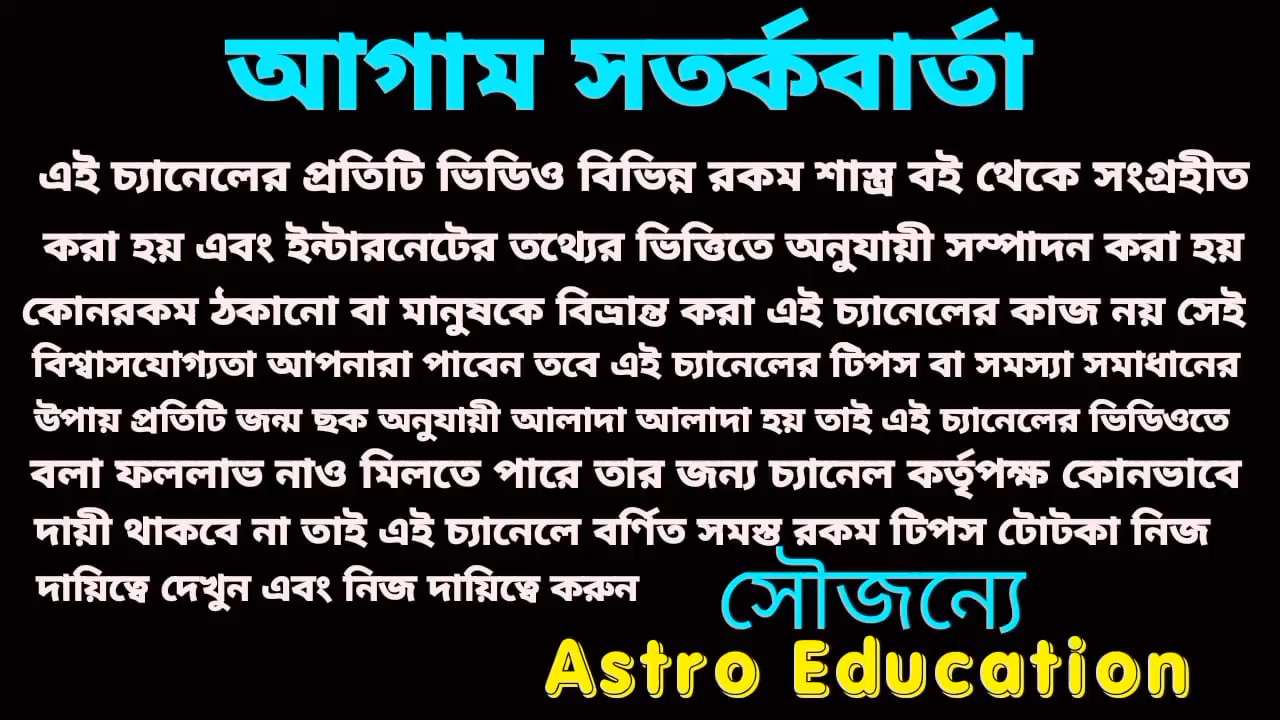 আগাম সতর্কবার্তা
এই চ্যানেলের প্রতিটি ভিডিও বিভিন্ন রকম শাস্ত্র বই থেকে সংগ্রহীত
করা হয় এবং ইন্টারনেটের তথ্যের ভিত্তিতে অনুযায়ী সম্পাদন করা হয়
কোনরকম ঠকানো বা মানুষকে বিভ্রান্ত করা এই চ্যানেলের কাজ নয় সেই
বিশ্বাসযোগ্যতা আপনারা পাবেন তবে এই চ্যানেলের টিপস বা সমস্যা সমাধানের
উপায় প্রতিটি জন্ম ছক অনুযায়ী আলাদা আলাদা হয় তাই এই চ্যানেলের ভিডিওতে
বলা ফললাভ নাও মিলতে পারে তার জন্য চ্যানেল কর্তৃপক্ষ কোনভাবে
দায়ী থাকবে না তাই এই চ্যানেলে বর্ণিত সমস্ত রকম টিপস টোটকা নিজ
দায়িত্বে দেখুন এবং নিজ দায়িত্বে করুন
সৌজন্যে
Astro Education